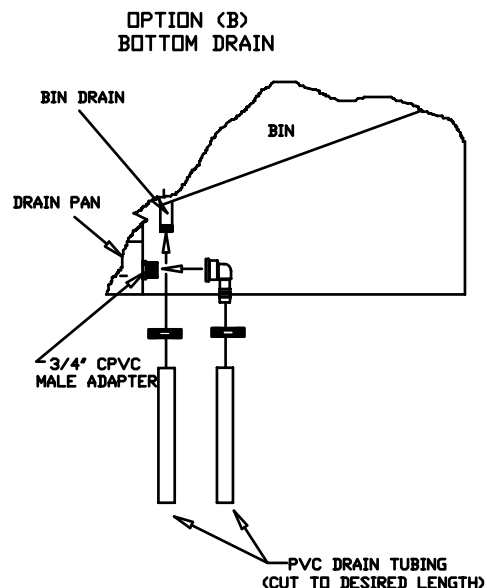 OPTION (B)
BOTTOM DRAIN
BIN DRAIN
BIN
DRAIN PAN
3/4" CPVC
MALE ADAPTER
PVC DRAIN TUBING
(CUT TO DESIRED LENGTH)